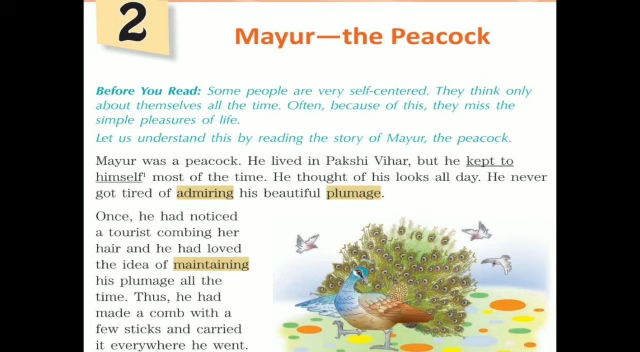 2
Mayur—the Peacock
Before You Read: Some people are very self-centered. They think only
about themselves all the time. Often, because of this, they miss the
simple pleasures of life.
Let us understand this by reading the story of Mayur, the peacock.
Mayur was a peacock. He lived in Pakshi Vihar, but he kept to
himself¹ most of the time. He thought of his looks all day. He never
got tired of admiring his beautiful plumage.
Once, he had noticed
a tourist combing her
hair and he had loved
the idea of maintaining
his plumage all the
time. Thus, he had
made a comb with a
few sticks and carried
it everywhere he went.